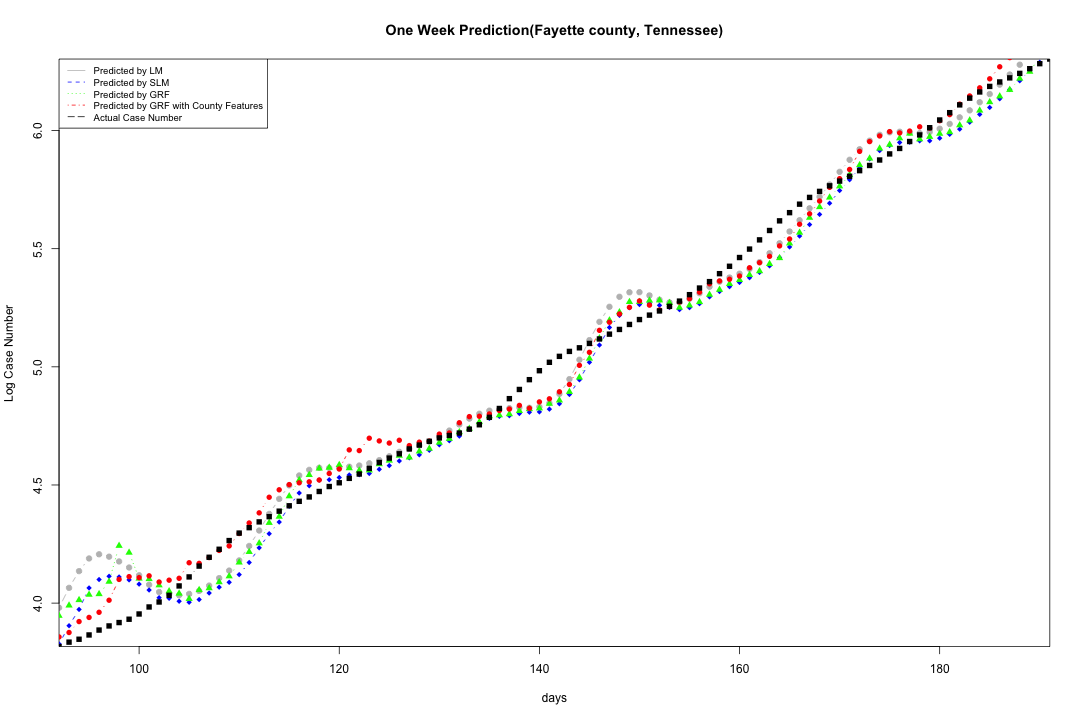 One Week Prediction(Fayette county, Tennessee)
Predicted by LM
Predicted by SLM
Predicted by GRF
Predicted by GRF with County Features
Actual Case Number
6.0
5.5
5.0
4.5
4.0
Log Case Number
100 120 140 160 180
days